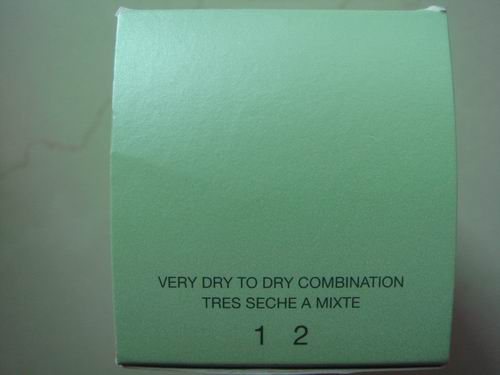 VERY DRY TO DRY COMBINATION
TRES SECHE A MIXTE
1 2